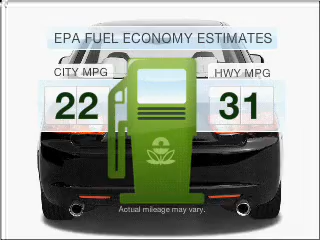 EPA FUEL ECONOMY ESTIMATES
CITY MPG
HWY MPG
22
31
Actual mileage may vary.